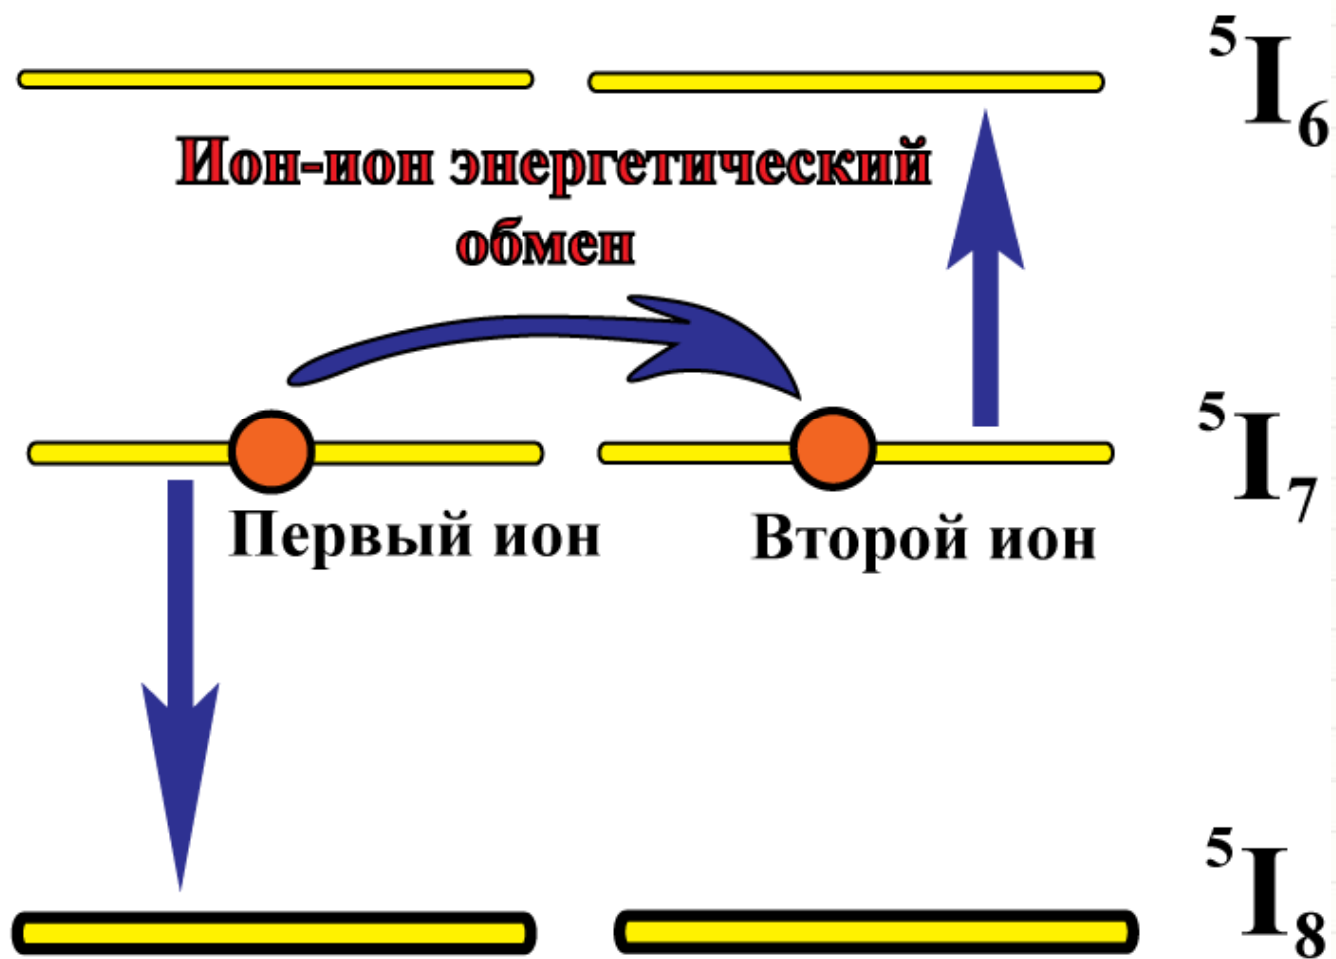 ⁵I₆
Ион-ион энергетический
обмен
⁵I₇
Первый ион
Второй ион
⁵I₈